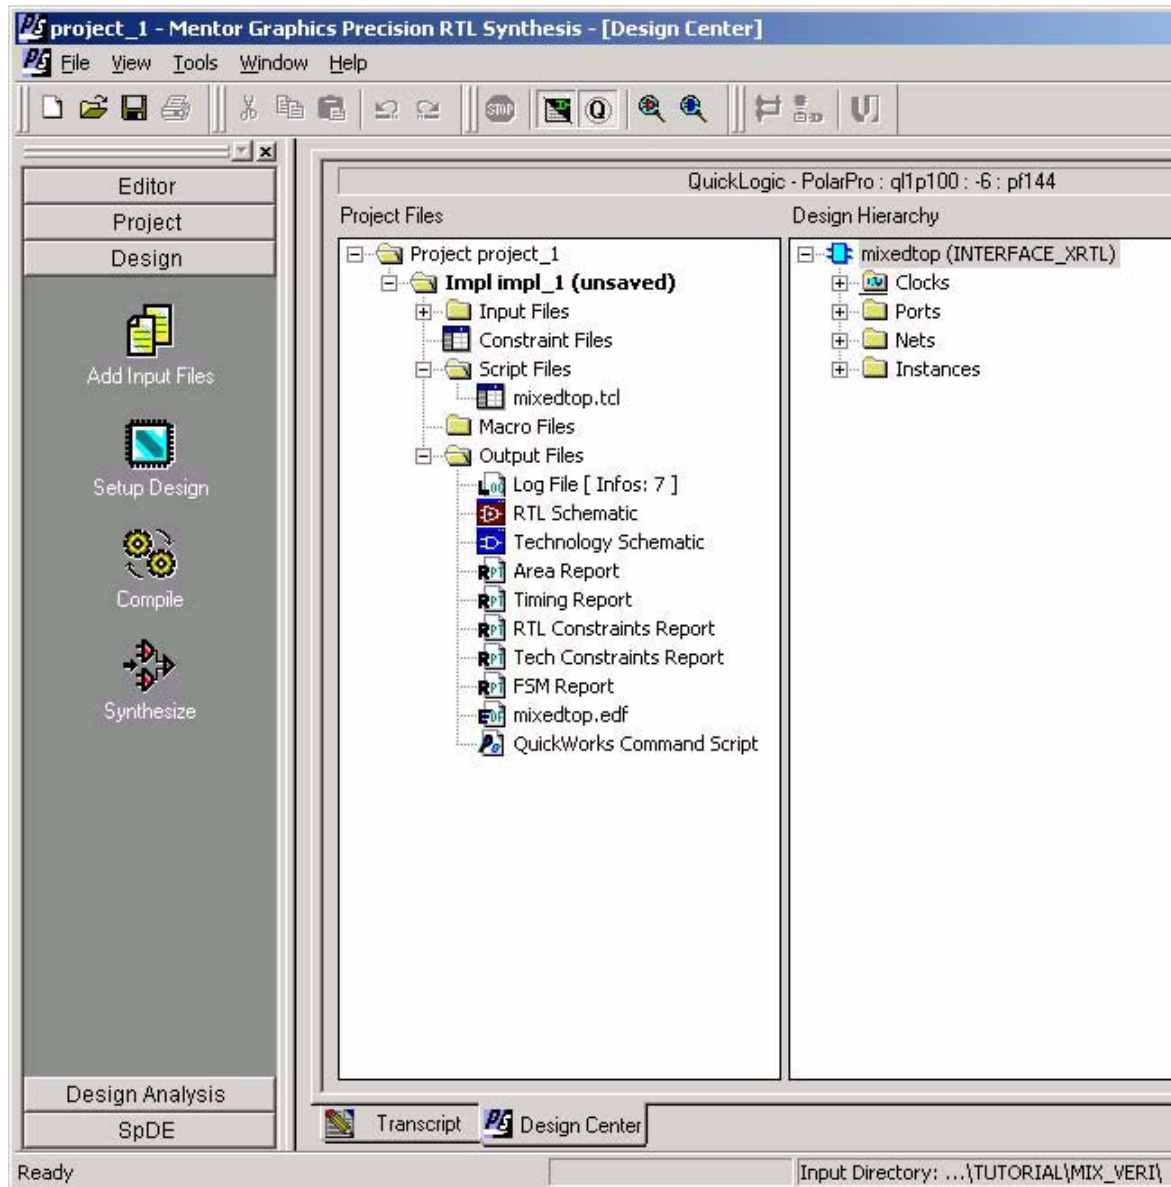 project_1 - Mentor Graphics Precision RTL Synthesis - [Design Center]
File View Tools Window Help
STOP
Q
Editor
Project
Design
Add Input Files
Setup Design
Compile
Synthesize
Design Analysis
SpDE
QuickLogic - PolarPro : ql1p100 : -6 : pf144
Project Files
Project project_1
Impl impl_1 (unsaved)
Input Files
Constraint Files
Script Files
mixedtop.tcl
Macro Files
Output Files
Log File [ Infos: 7 ]
RTL Schematic
Technology Schematic
Area Report
Timing Report
RTL Constraints Report
Tech Constraints Report
FSM Report
mixedtop.edf
QuickWorks Command Script
Design Hierarchy
mixedtop (INTERFACE_XRTL)
Clocks
Ports
Nets
Instances
Transcript
Design Center
Ready
Input Directory: ...\TUTORIAL\MIX_VERI\